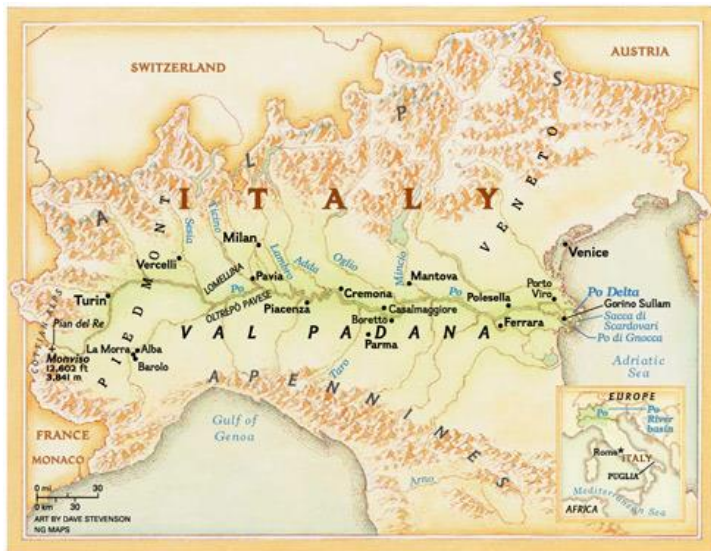 SWITZERLAND
AUSTRIA
ALPS
ITALY
VENETO
PIEDMONT
Sesia
Ticino
Milan
Lambro
Adda
Oglio
Mincio
Venice
Vercelli
LOMELLINA
Pavia
Mantova
Turin
Po
OLTREPÒ PAVESE
Cremona
Piacenza
Casalmaggiore
Po
Polesella
Porto
Viro
Po Delta
Gorino Sullam
Sacca di
Scardovari
Po di Gnocca
COTTIAN ALPS
Pian del Re
Boretto
Ferrara
VAL PADANA
Parma
Monviso
12,602 ft
3,841 m
La Morra
Alba
Barolo
Taro
Adriatic
Sea
APENNINES
Gulf of
Genoa
FRANCE
MONACO
Arno
0 mi 30
0 km 30
ART BY DAVE STEVENSON
NG MAPS
EUROPE
Po
Po
River
basin
Rome
ITALY
PUGLIA
Mediterranean Sea
AFRICA